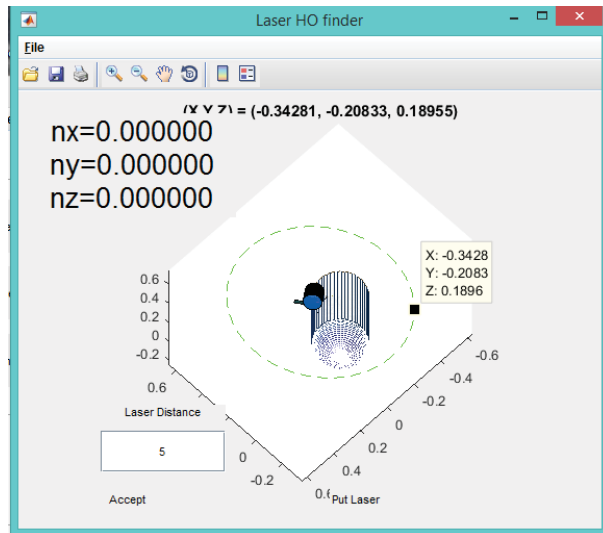 Laser HO finder
File
(X Y Z) = (-0.34281, -0.20833, 0.18955)
nx=0.000000
ny=0.000000
nz=0.000000
X: -0.3428
Y: -0.2083
Z: 0.1896
0.6
0.4
0.2
0
-0.2
0.6
0
-0.2
-0.6
-0.4
-0.2
0
0.2
0.4
Laser Distance
5
Accept
Put Laser